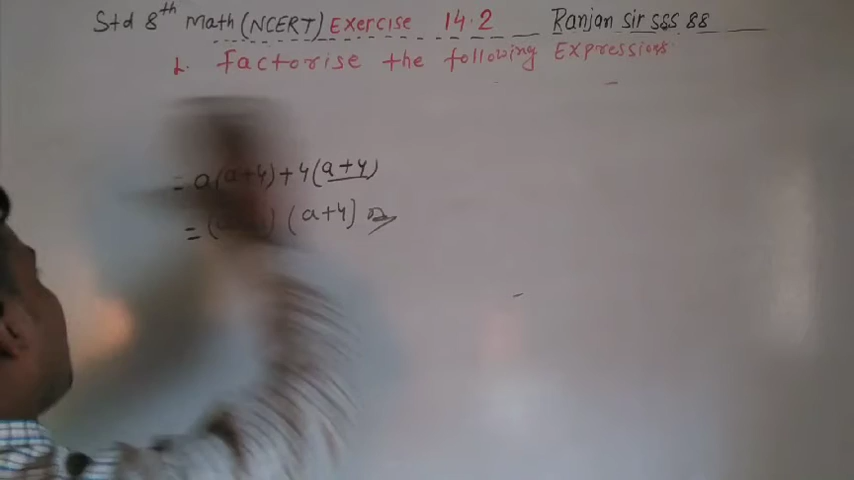 Std 8th Math (NCERT) Exercise 14.2 Ranjan sir sss 88
1. Factorise the following Expressions
= a(a+4)+4(a+4)
= (a+4)